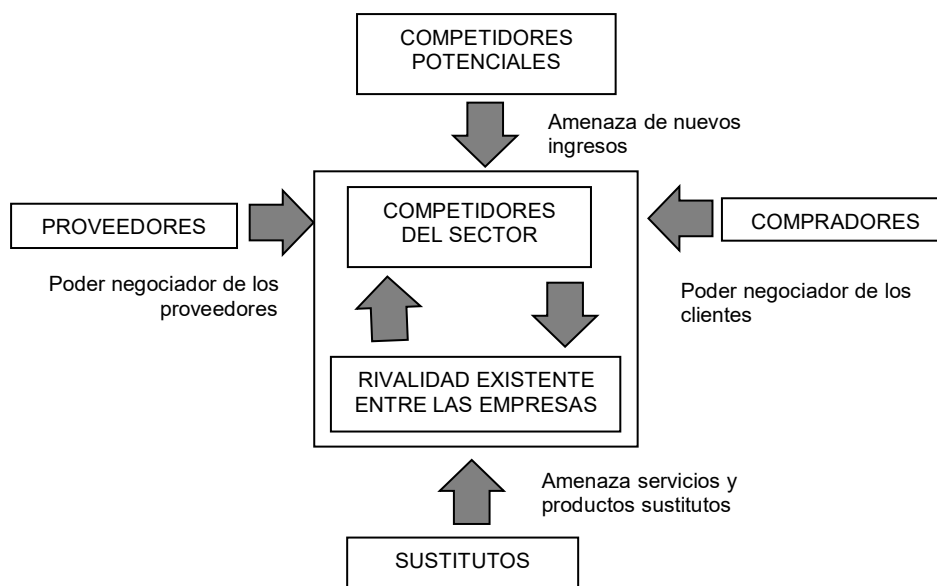 COMPETIDORES
POTENCIALES
Amenaza de nuevos
ingresos
PROVEEDORES
COMPETIDORES
DEL SECTOR
COMPRADORES
Poder negociador de los
proveedores
Poder negociador de los
clientes
RIVALIDAD EXISTENTE
ENTRE LAS EMPRESAS
Amenaza servicios y
productos sustitutos
SUSTITUTOS